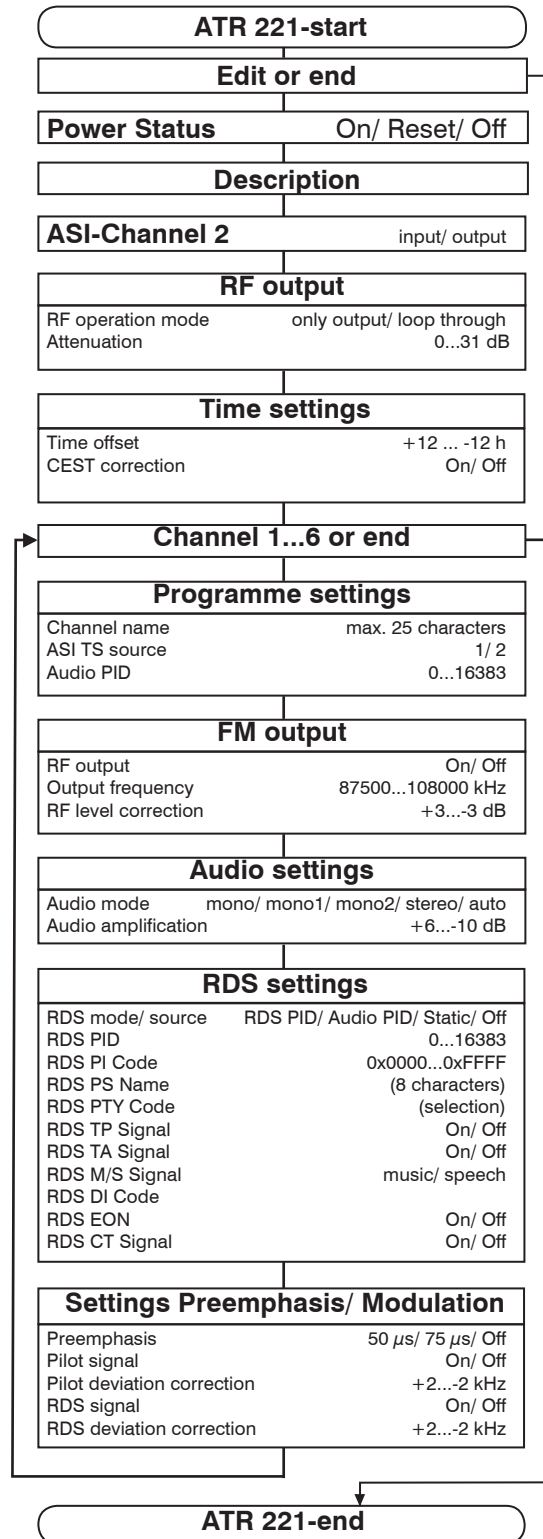 ATR 221-start
Edit or end
Power Status On/ Reset/ Off
Description
ASI-Channel 2 input/ output
RF output
RF operation mode only output/ loop through
Attenuation 0...31 dB
Time settings
Time offset +12 ... -12 h
CEST correction On/ Off
Channel 1...6 or end
Programme settings
Channel name max. 25 characters
ASI TS source 1/ 2
Audio PID 0...16383
FM output
RF output On/ Off
Output frequency 87500...108000 kHz
RF level correction +3...-3 dB
Audio settings
Audio mode mono/ mono1/ mono2/ stereo/ auto
Audio amplification +6...-10 dB
RDS settings
RDS mode/ source RDS PID/ Audio PID/ Static/ Off
RDS PID 0...16383
RDS PI Code 0x0000...0xFFFF
RDS PS Name (8 characters)
RDS PTY Code (selection)
RDS TP Signal On/ Off
RDS TA Signal On/ Off
RDS M/S Signal music/ speech
RDS DI Code
RDS EON On/ Off
RDS CT Signal On/ Off
Settings Preemphasis/ Modulation
Preemphasis 50 µs/ 75 µs/ Off
Pilot signal On/ Off
Pilot deviation correction +2...-2 kHz
RDS signal On/ Off
RDS deviation correction +2...-2 kHz
ATR 221-end